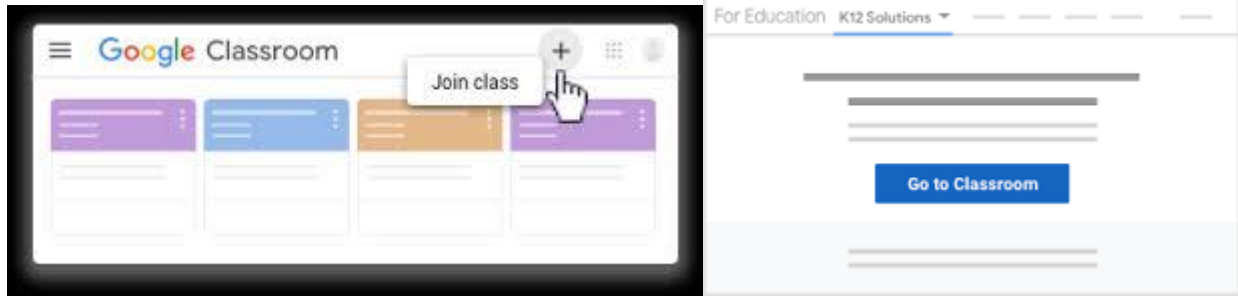 Google Classroom
Join class
For Education K12 Solutions
Go to Classroom